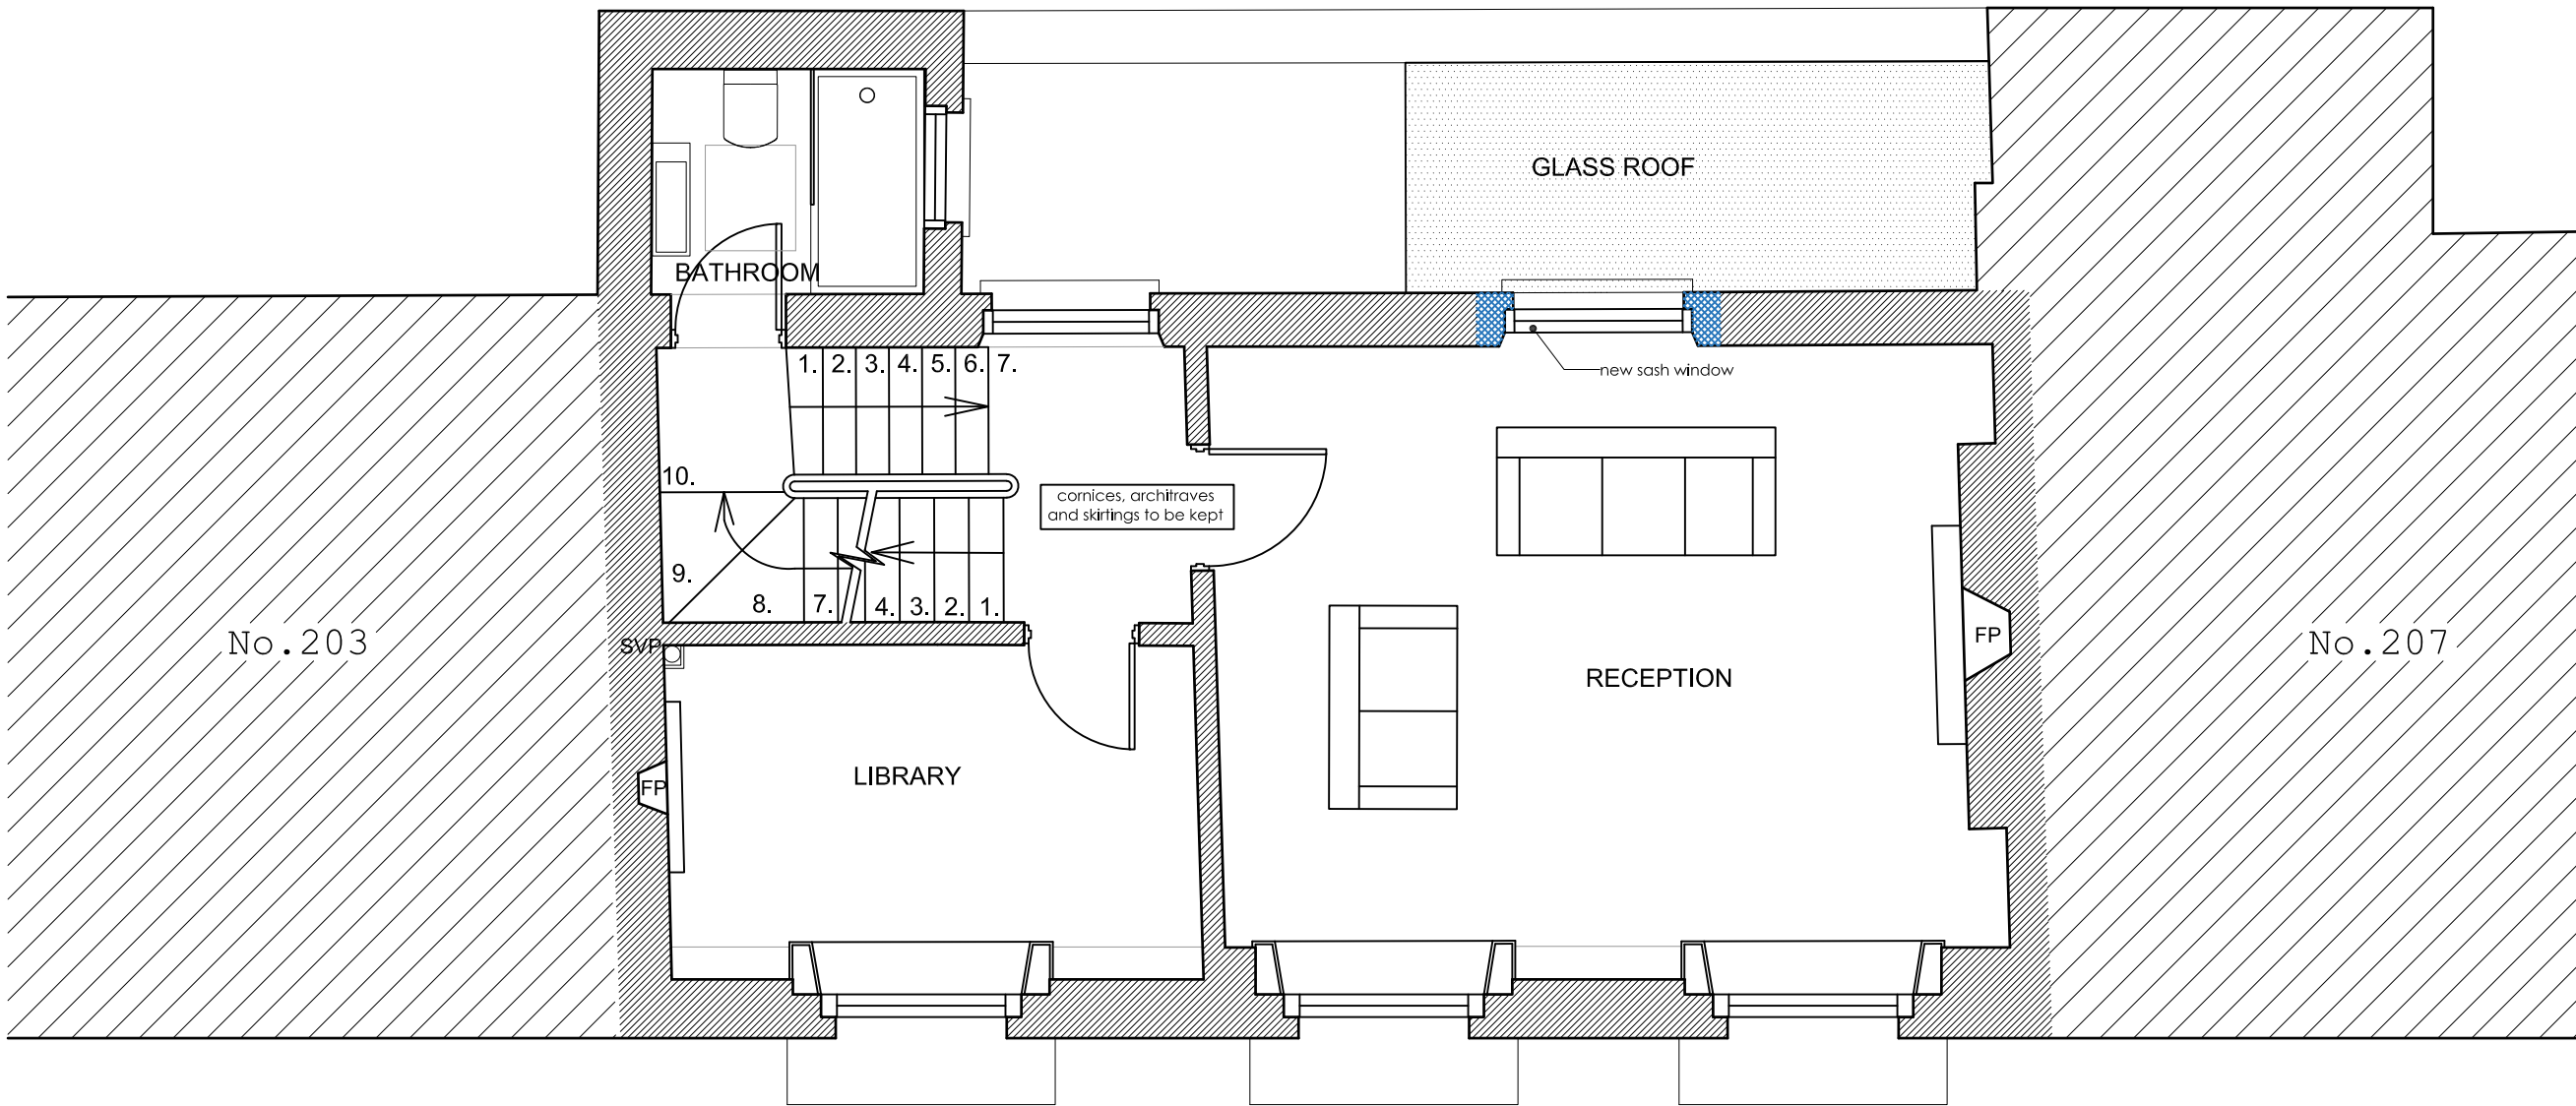 GLASS ROOF
BATHROOM
1. 2. 3. 4. 5. 6. 7.
new sash window
10.
cornices, architraves
and skirtings to be kept
9.
8. 7. 4. 3. 2. 1.
No.203
SVP
FP
No.207
RECEPTION
LIBRARY
FP